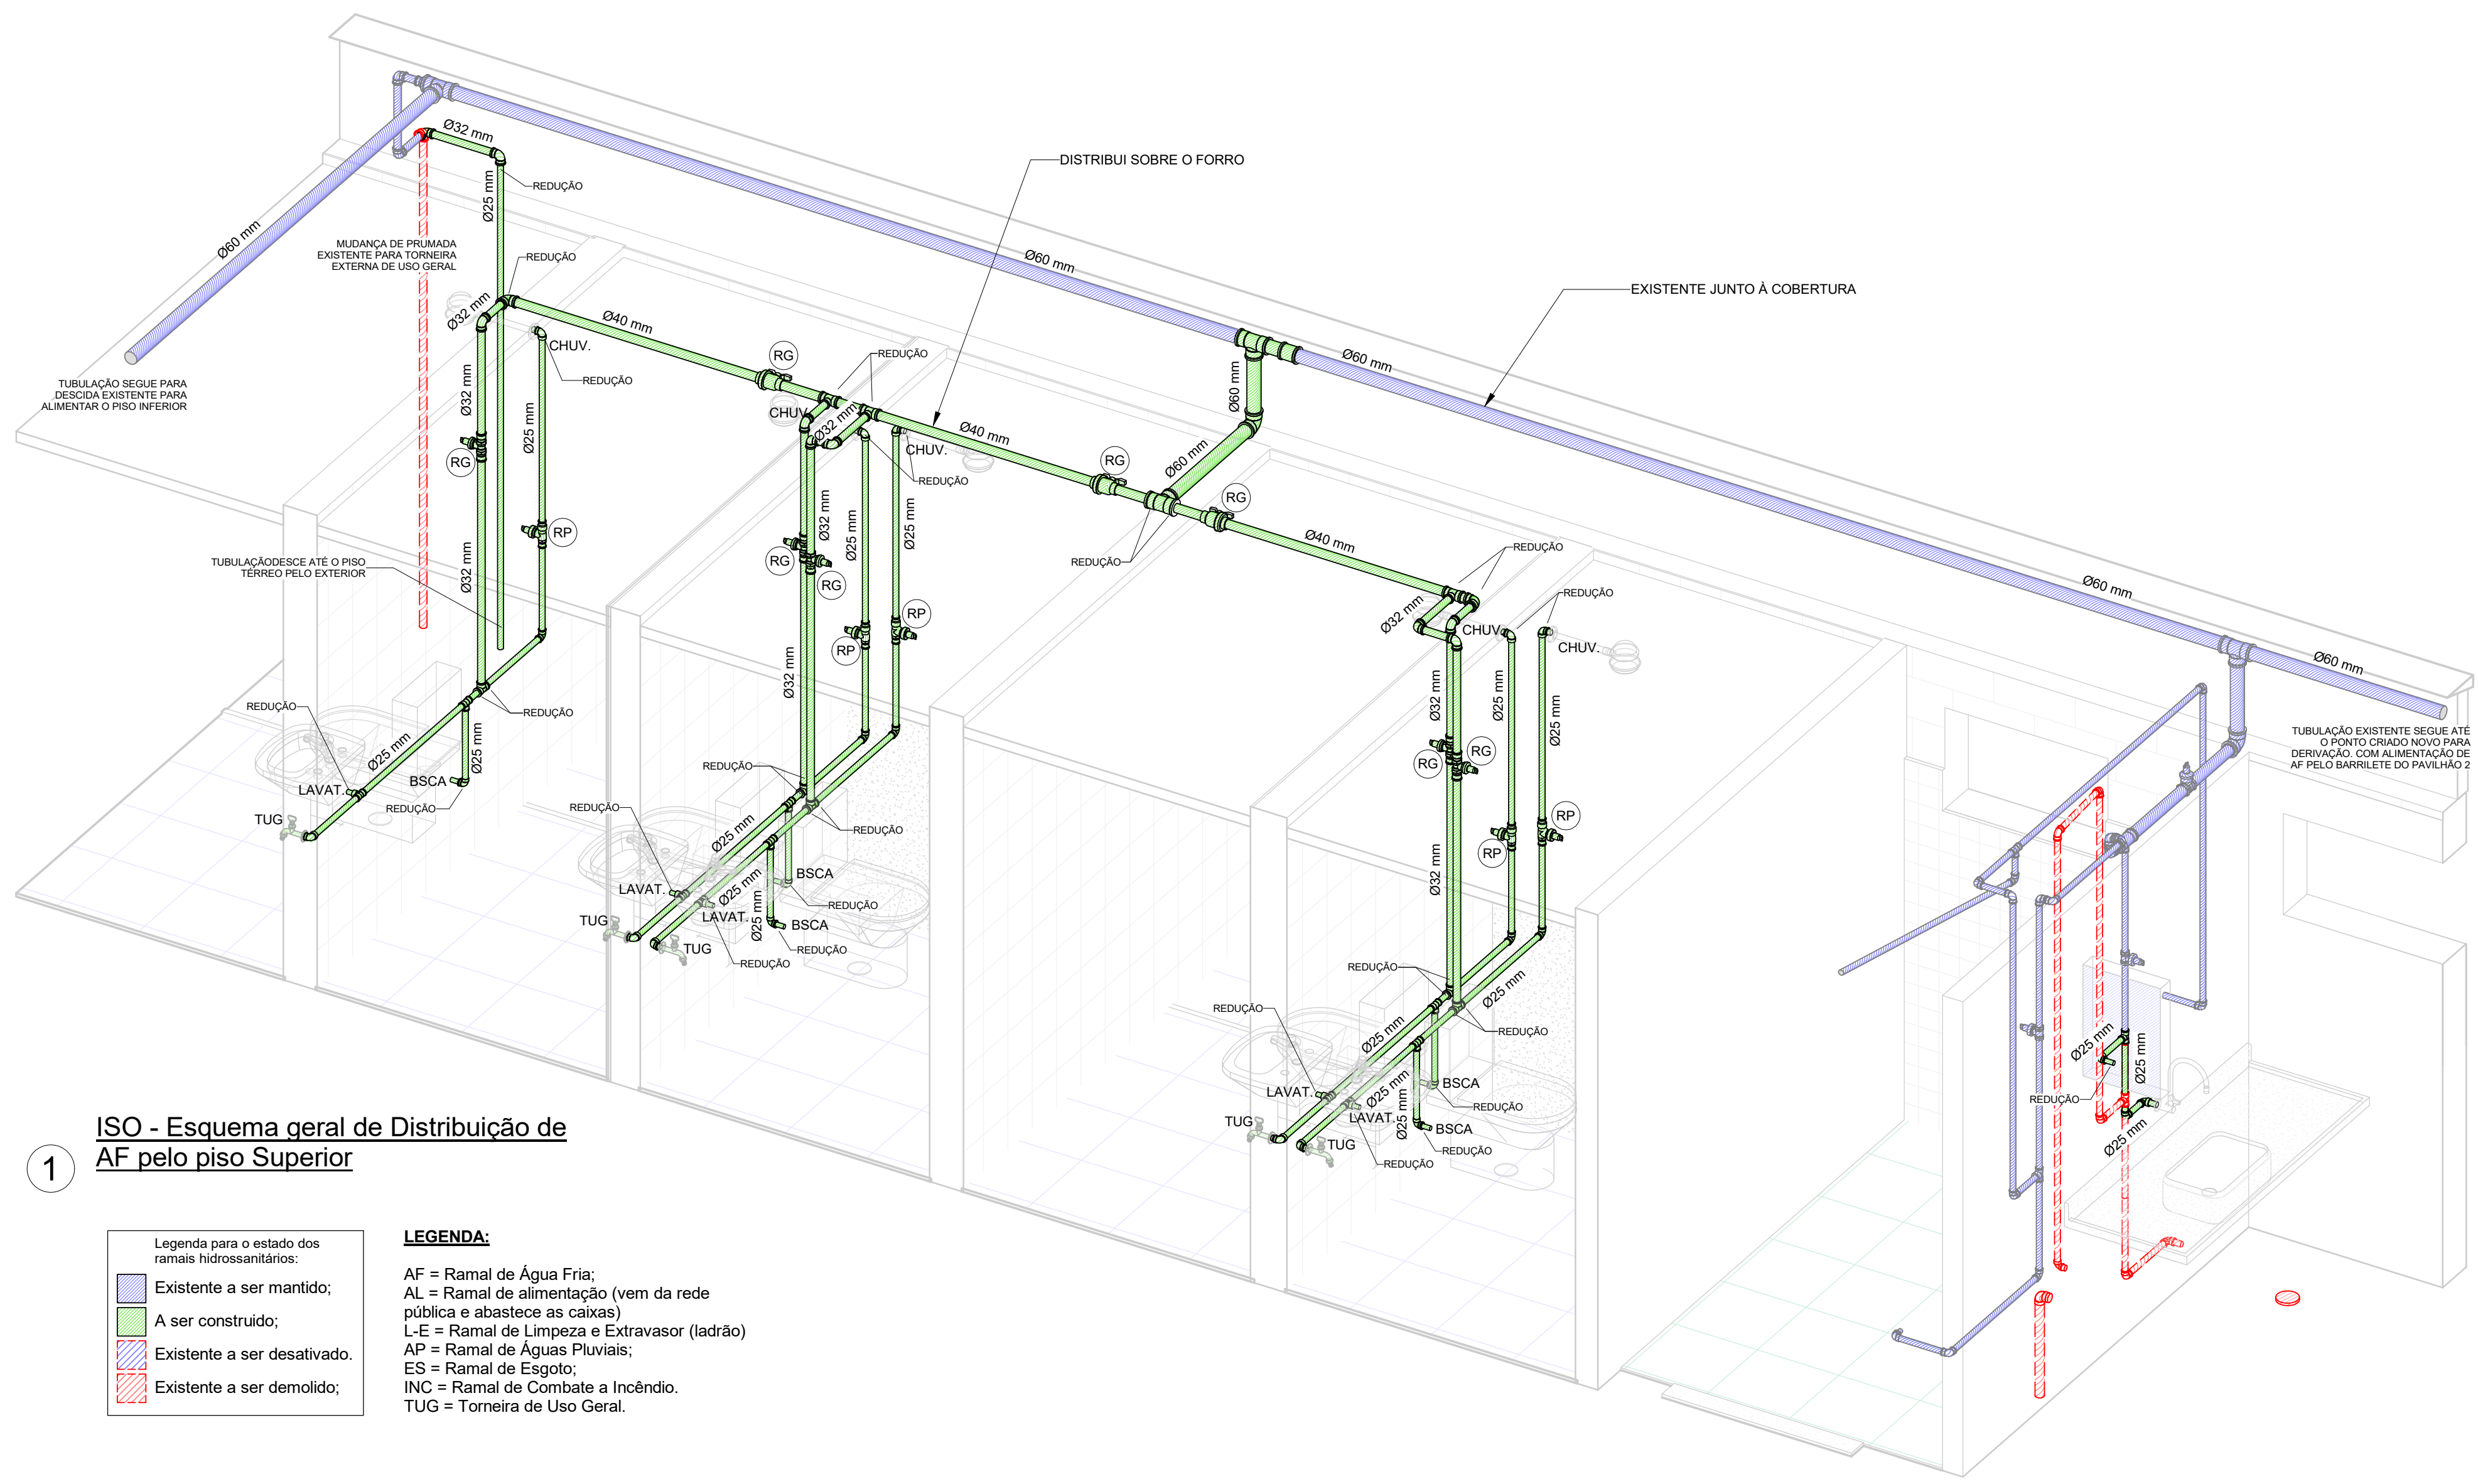 Ø32 mm
REDUÇÃO
Ø25 mm
DISTRIBUI SOBRE O FORRO
Ø60 mm
MUDANÇA DE PRUMADA
EXISTENTE PARA TORNEIRA
EXTERNA DE USO GERAL
REDUÇÃO
Ø60 mm
EXISTENTE JUNTO À COBERTURA
Ø32 mm
Ø40 mm
CHUV.
REDUÇÃO
RG
REDUÇÃO
Ø60 mm
Ø60 mm
TUBULAÇÃO SEGUE PARA
DESCIDA EXISTENTE PARA
ALIMENTAR O PISO INFERIOR
Ø32 mm
Ø25 mm
CHUV.
Ø32 mm
Ø40 mm
CHUV.
REDUÇÃO
RG
Ø60 mm
RG
RG
RP
Ø32 mm
Ø25 mm
Ø25 mm
Ø40 mm
REDUÇÃO
REDUÇÃO
TUBULAÇÃODESCE ATÉ O PISO
TÉRREO PELO EXTERIOR
Ø32 mm
RG
RG
REDUÇÃO
Ø60 mm
RP
RP
Ø32 mm
CHUV.
CHUV.
Ø60 mm
Ø32 mm
Ø32 mm
Ø25 mm
Ø25 mm
REDUÇÃO
REDUÇÃO
Ø25 mm
Ø25 mm
BSCA
LAVAT.
REDUÇÃO
TUG
RG
RG
TUBULAÇÃO EXISTENTE SEGUE ATÉ
O PONTO CRIADO NOVO PARA
DERIVAÇÃO. COM ALIMENTAÇÃO DE
AF PELO BARRILETE DO PAVILHÃO 2
REDUÇÃO
REDUÇÃO
REDUÇÃO
Ø25 mm
RP
RP
BSCA
LAVAT.
Ø25 mm
REDUÇÃO
LAVAT.
TUG
Ø25 mm
BSCA
TUG
REDUÇÃO
REDUÇÃO
Ø32 mm
REDUÇÃO
Ø25 mm
REDUÇÃO
REDUÇÃO
Ø25 mm
Ø25 mm
Ø25 mm
BSCA
LAVAT.
Ø25 mm
REDUÇÃO
REDUÇÃO
LAVAT.
TUG
Ø25 mm
BSCA
TUG
REDUÇÃO
REDUÇÃO
Ø25 mm
1
ISO - Esquema geral de Distribuição de
AF pelo piso Superior
Legenda para o estado dos
ramais hidrossanitários:
Existente a ser mantido;
A ser construido;
Existente a ser desativado.
Existente a ser demolido;
LEGENDA:
AF = Ramal de Água Fria;
AL = Ramal de alimentação (vem da rede
pública e abastece as caixas)
L-E = Ramal de Limpeza e Extravasor (ladrão)
AP = Ramal de Águas Pluviais;
ES = Ramal de Esgoto;
INC = Ramal de Combate a Incêndio.
TUG = Torneira de Uso Geral.